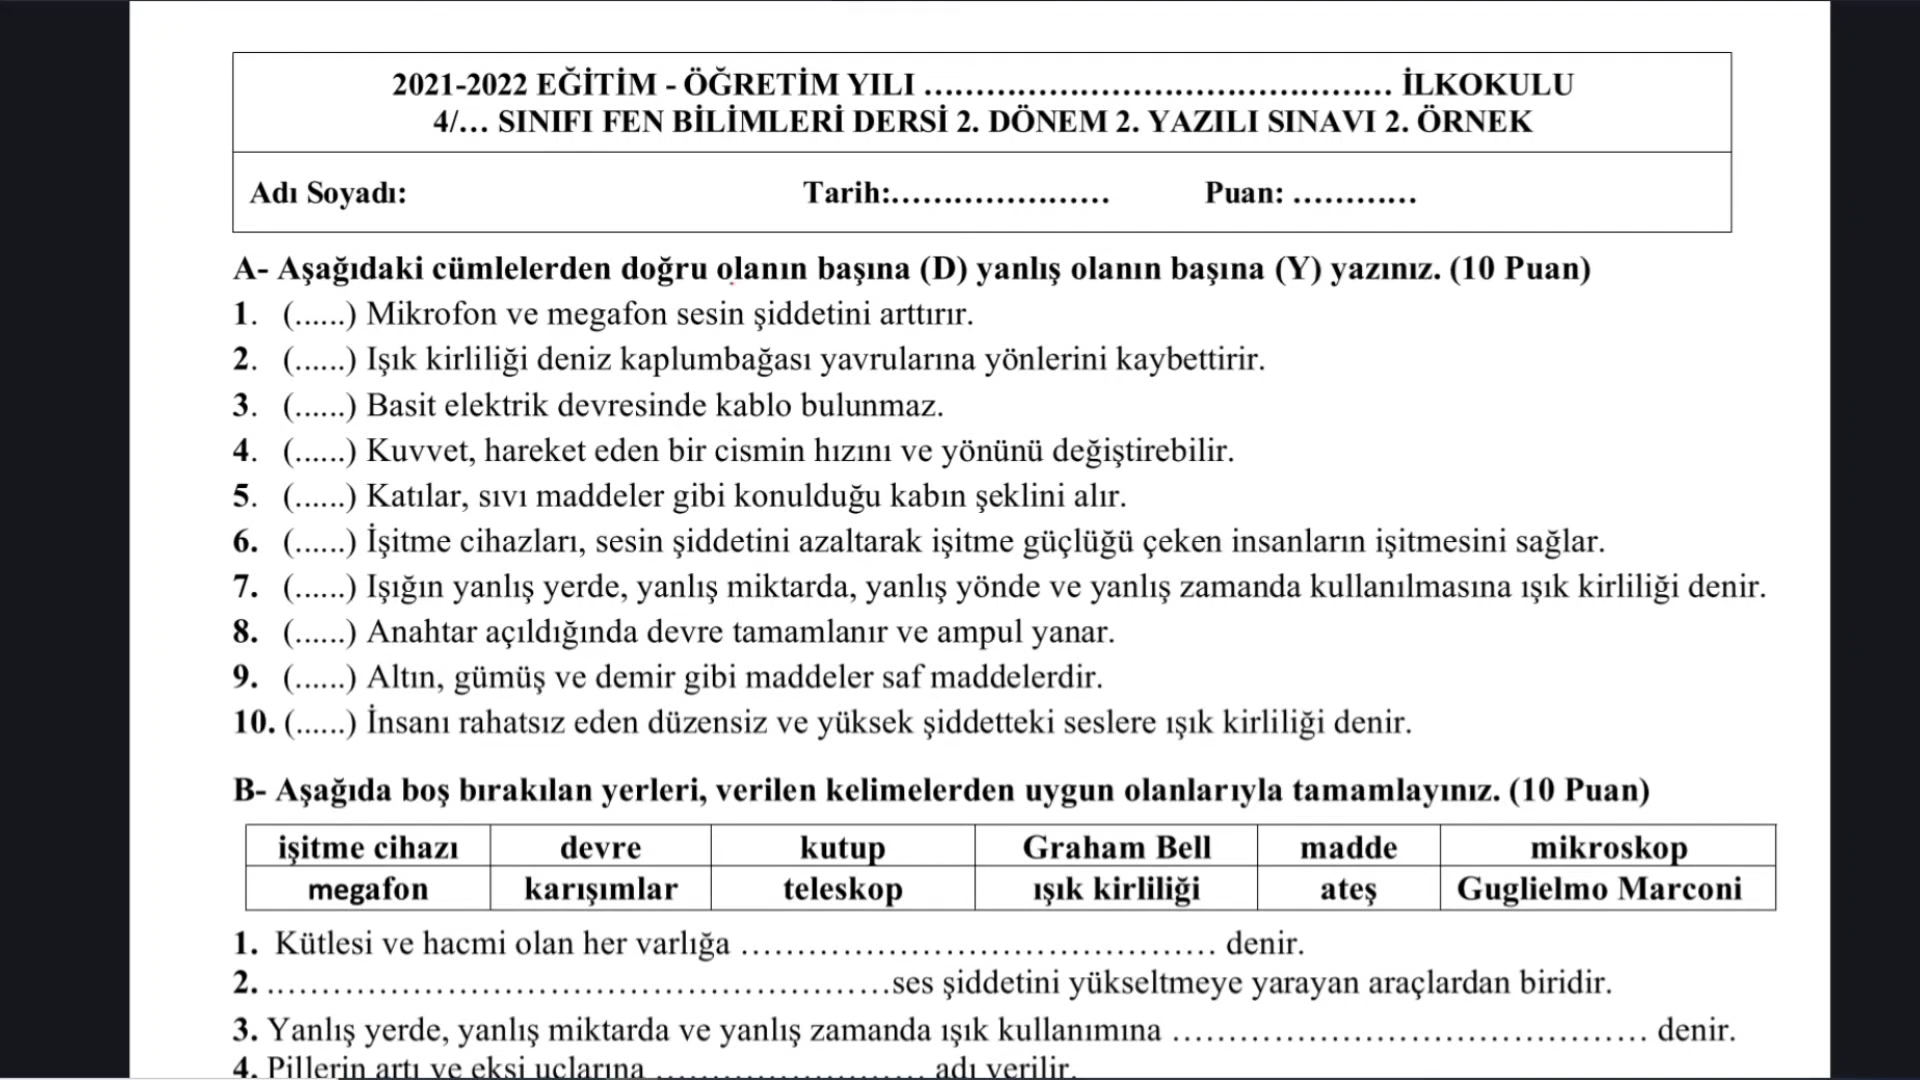 2021-2022 EĞİTİM - ÖĞRETİM YILI ............................................ İLKOKULU
4/... SINIFI FEN BİLİMLERİ DERSİ 2. DÖNEM 2. YAZILI SINAVI 2. ÖRNEK
Adı Soyadı: Tarih:..................... Puan: ............
A- Aşağıdaki cümlelerden doğru olanın başına (D) yanlış olanın başına (Y) yazınız. (10 Puan)
1. (......) Mikrofon ve megafon sesin şiddetini arttırır.
2. (......) Işık kirliliği deniz kaplumbağası yavrularına yönlerini kaybettirir.
3. (......) Basit elektrik devresinde kablo bulunmaz.
4. (......) Kuvvet, hareket eden bir cismin hızını ve yönünü değiştirebilir.
5. (......) Katılar, sıvı maddeler gibi konulduğu kabın şeklini alır.
6. (......) İşitme cihazları, sesin şiddetini azaltarak işitme güçlüğü çeken insanların işitmesini sağlar.
7. (......) Işığın yanlış yerde, yanlış miktarda, yanlış yönde ve yanlış zamanda kullanılmasına ışık kirliliği denir.
8. (......) Anahtar açıldığında devre tamamlanır ve ampul yanar.
9. (......) Altın, gümüş ve demir gibi maddeler saf maddelerdir.
10. (......) İnsanı rahatsız eden düzensiz ve yüksek şiddetteki seslere ışık kirliliği denir.
B- Aşağıda boş bırakılan yerleri, verilen kelimelerden uygun olanlarıyla tamamlayınız. (10 Puan)
işitme cihazı devre kutup Graham Bell madde mikroskop
megafon karışımlar teleskop ışık kirliliği ateş Guglielmo Marconi
1. Kütlesi ve hacmi olan her varlığa ............................................ denir.
2. ..........................................................ses şiddetini yükseltmeye yarayan araçlardan biridir.
3. Yanlış yerde, yanlış miktarda ve yanlış zamanda ışık kullanımına ............................................ denir.
4. Pillerin artı ve eksi uçlarına ......................... adı verilir.